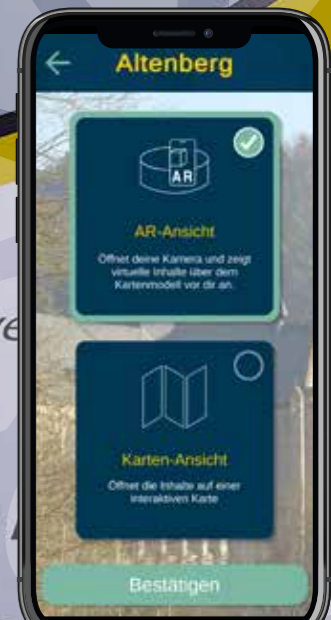 Altenberg
AR
AR-Ansicht
Öffnet deine Kamera und zeigt
virtuelle Inhalte über dem
Kartenmodell vor dir an.
Karten-Ansicht
Öffnet die Inhalte auf einer
interaktiven Karte
Bestätigen